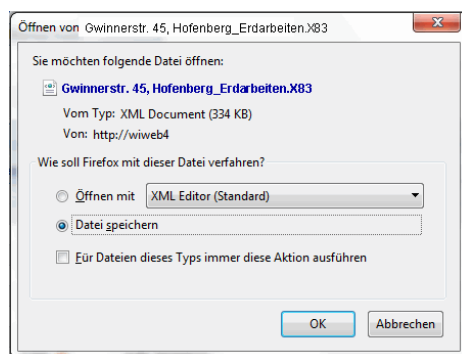 Öffnen von Gwinnerstr. 45, Hofenberg_Erdarbeiten.X83
Sie möchten folgende Datei öffnen:
Gwinnerstr. 45, Hofenberg_Erdarbeiten.X83
Vom Typ: XML Document (334 KB)
Von: http://wiweb4
Wie soll Firefox mit dieser Datei verfahren?
Öffnen mit XML Editor (Standard)
Datei speichern
Für Dateien dieses Typs immer diese Aktion ausführen
OK Abbrechen